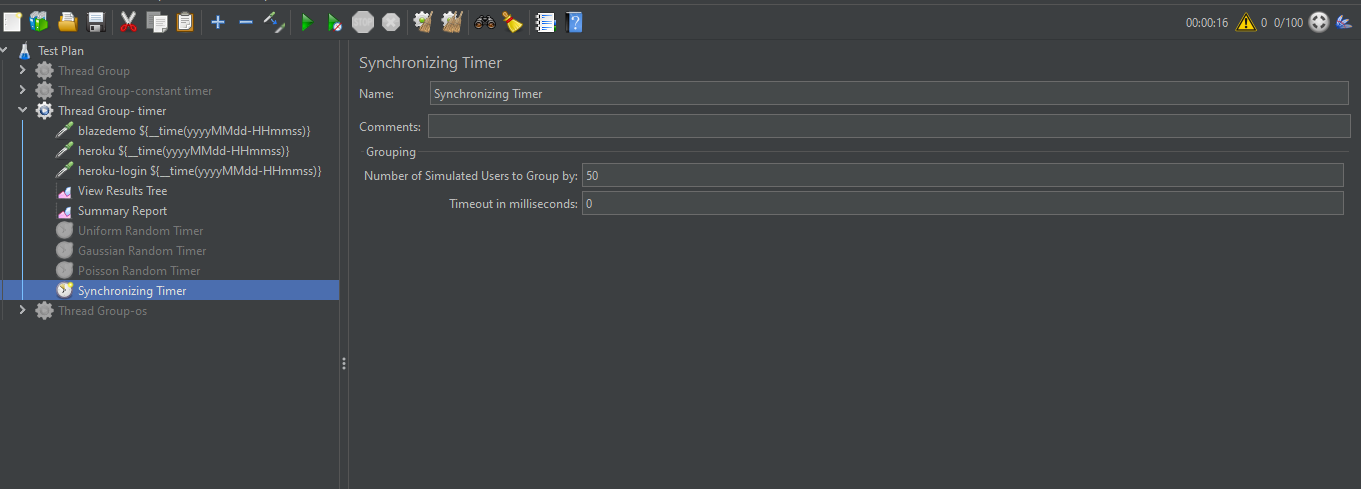 STOP
00:00:16 0 0/100
?
Test Plan
Thread Group
Thread Group-constant timer
Thread Group- timer
blazedemo ${__time(yyyyMMdd-HHmmss)}
heroku ${__time(yyyyMMdd-HHmmss)}
heroku-login ${__time(yyyyMMdd-HHmmss)}
View Results Tree
Summary Report
Uniform Random Timer
Gaussian Random Timer
Poisson Random Timer
Synchronizing Timer
Thread Group-os
Synchronizing Timer
Name: Synchronizing Timer
Comments:
Grouping
Number of Simulated Users to Group by: 50
Timeout in milliseconds: 0